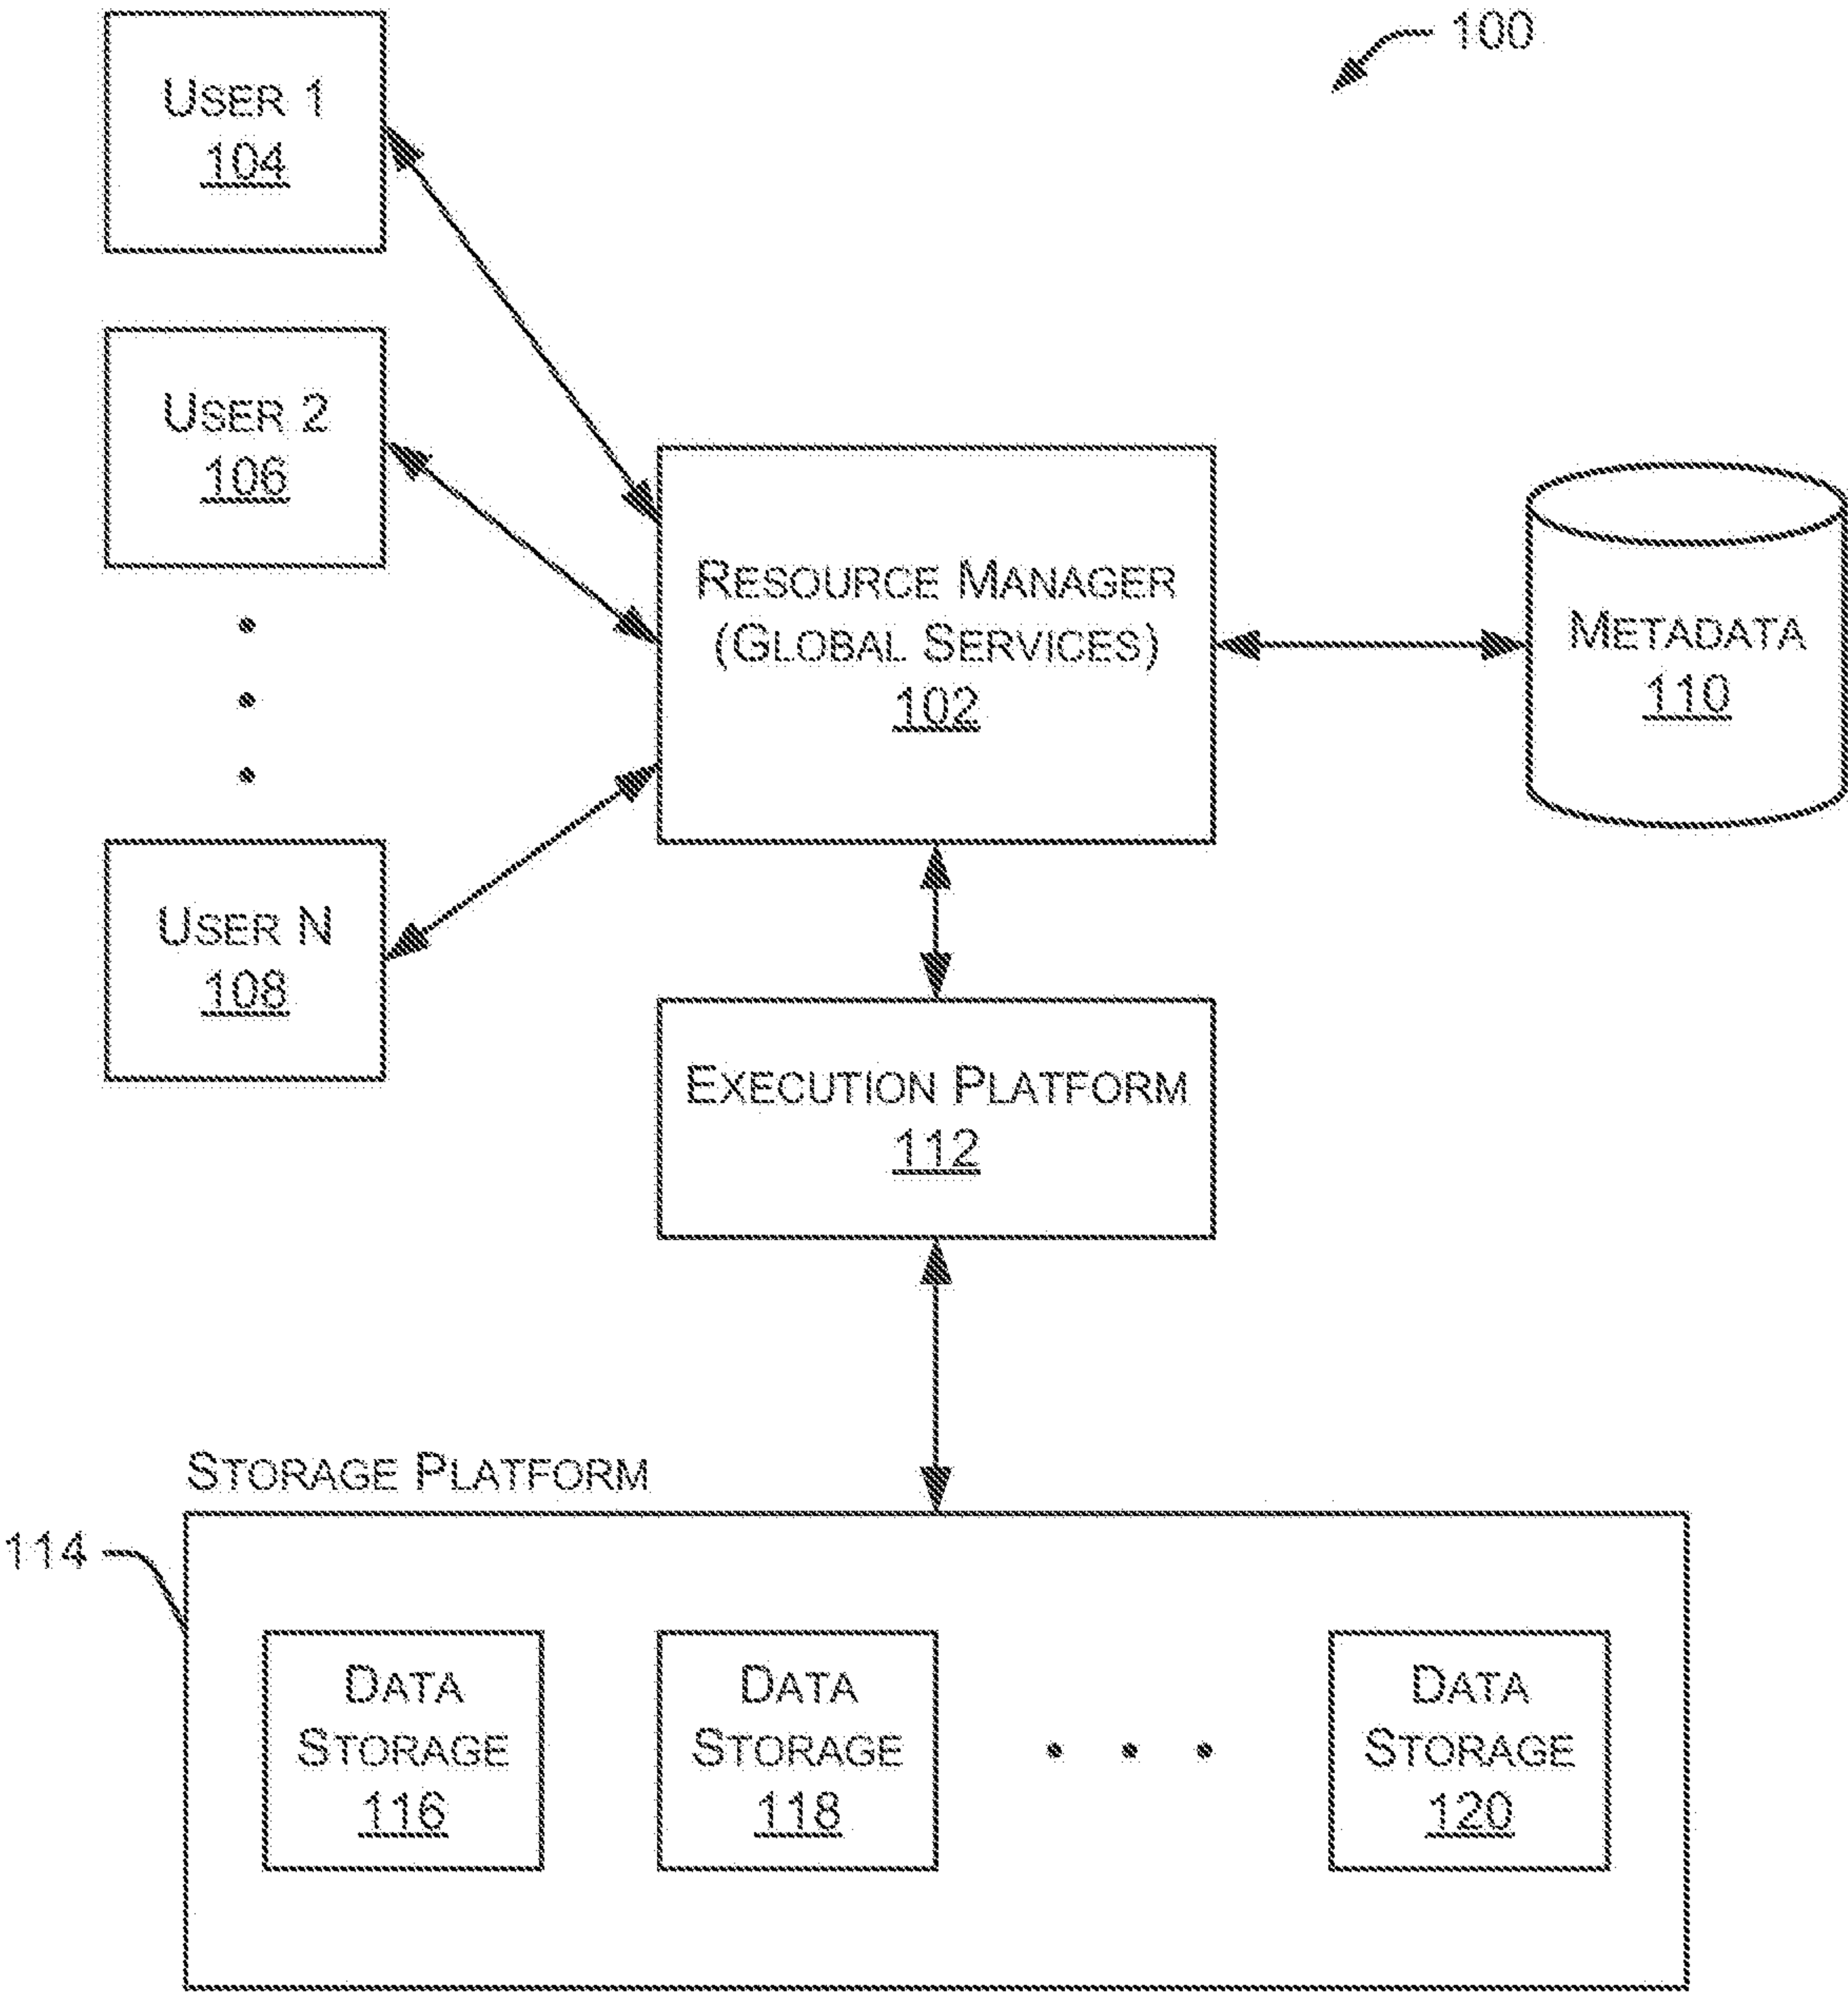 100
USER 1
104
USER 2
106
RESOURCE MANAGER
(GLOBAL SERVICES)
102
METADATA
110
USER N
108
EXECUTION PLATFORM
112
STORAGE PLATFORM
114
DATA
STORAGE
116
DATA
STORAGE
118
DATA
STORAGE
120